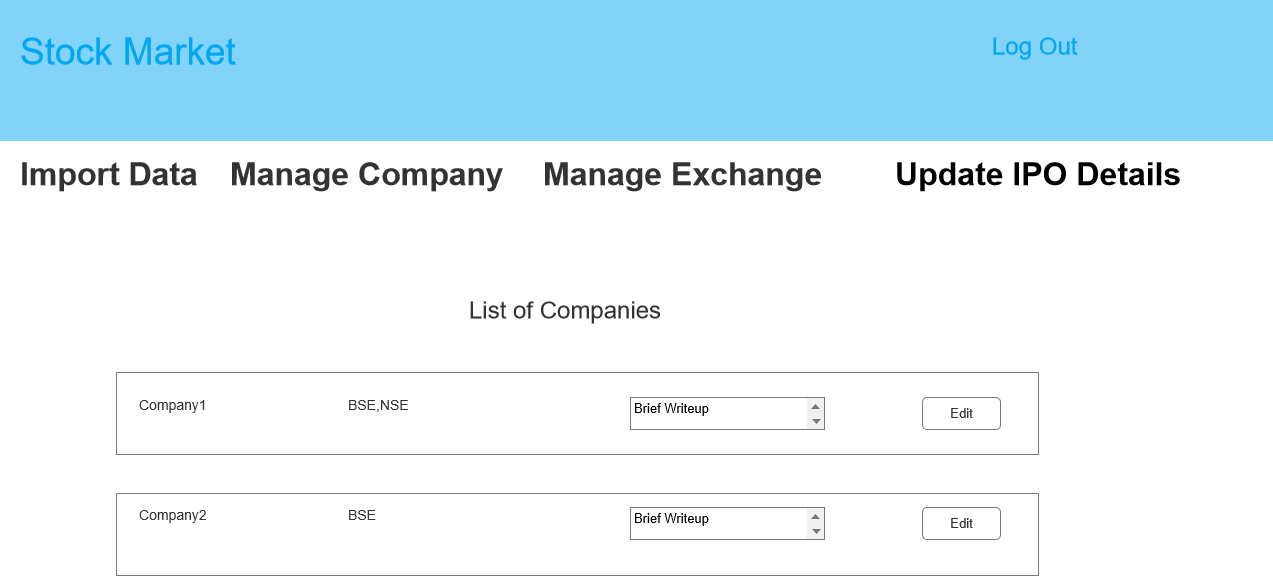 Stock Market
Log Out
Import Data
Manage Company
Manage Exchange
Update IPO Details
List of Companies
Company1
BSE,NSE
Brief Writeup
Edit
Company2
BSE
Brief Writeup
Edit